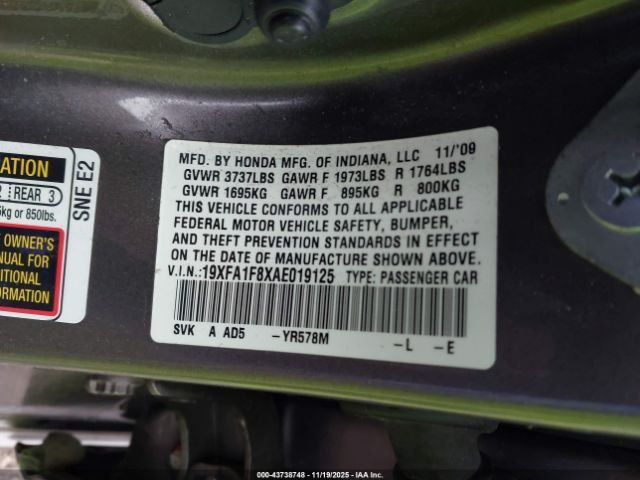 MFD. BY HONDA MFG. OF INDIANA, LLC 11/'09
GVWR 3737LBS GAWR F 1973LBS R 1764LBS
GVWR 1695KG GAWR F 895KG R 800KG
THIS VEHICLE CONFORMS TO ALL APPLICABLE
FEDERAL MOTOR VEHICLE SAFETY, BUMPER,
AND THEFT PREVENTION STANDARDS IN EFFECT
ON THE DATE OF MANUFACTURE SHOWN ABOVE.
V.I.N.:19XFA1F8XAE019125 TYPE: PASSENGER CAR
SVK A AD5 -YR578M -L -E
ATION
2 REAR 3
kg or 850lbs.
OWNER'S
NUAL FOR
DITIONAL
FORMATION
SNE E2
000-43738748 - 11/19/2025 - IAA Inc.